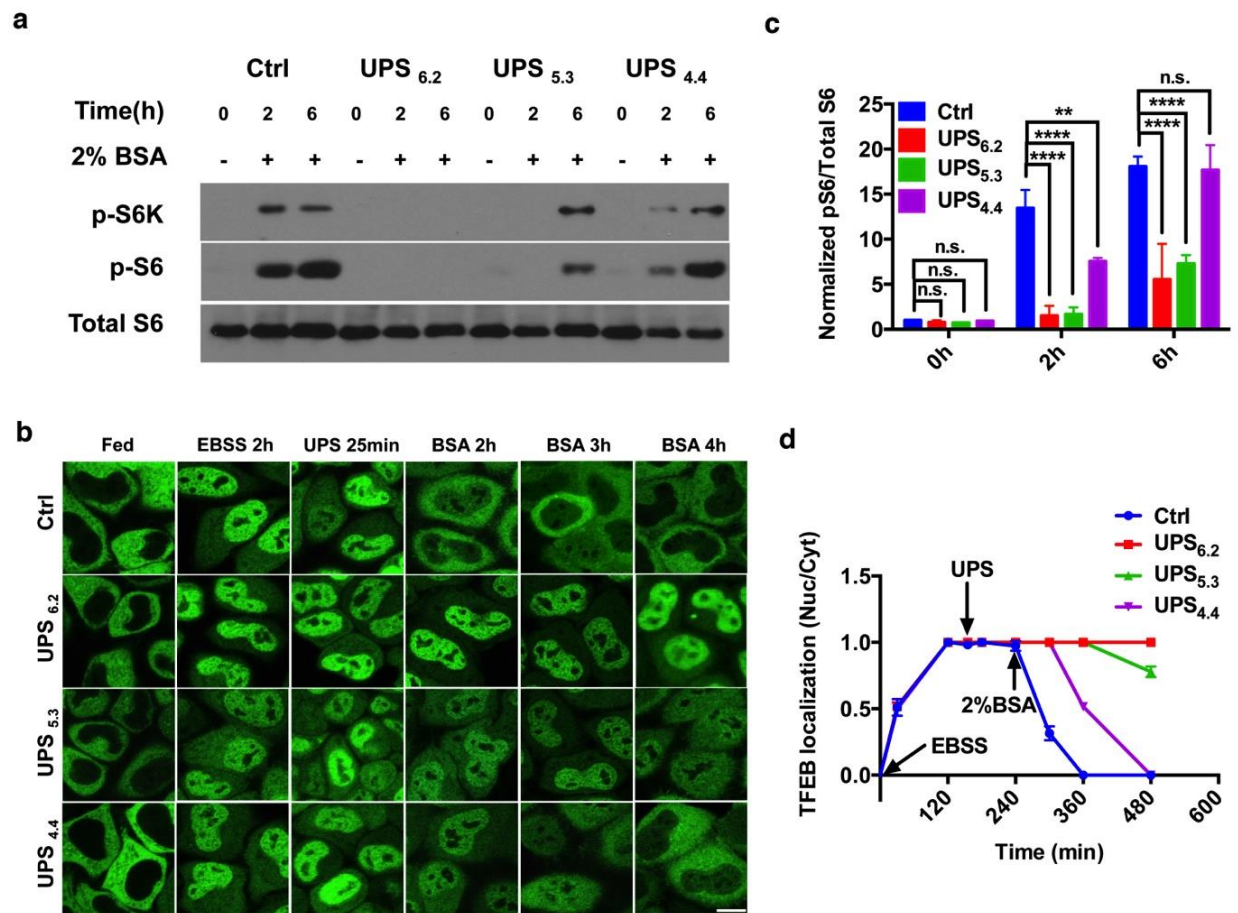 a
Ctrl UPS 6.2 UPS 5.3 UPS 4.4
Time(h) 0 2 6 0 2 6 0 2 6 0 2 6
2% BSA - + + - + + - + + - + +
p-S6K
p-S6
Total S6
c
Normalized pS6/Total S6
25
20
15
10
5
0
Ctrl
UPS6.2
UPS5.3
UPS4.4
n.s.
n.s.
n.s.
**
****
****
n.s.
****
****
0h 2h 6h
b
Fed EBSS 2h UPS 25min BSA 2h BSA 3h BSA 4h
Ctrl
UPS 6.2
UPS 5.3
UPS 4.4
d
Ctrl
UPS6.2
UPS5.3
UPS4.4
TFEB localization (Nuc/Cyt)
1.5
1.0
0.5
0.0
UPS
2%BSA
EBSS
120 240 360 480 600
Time (min)